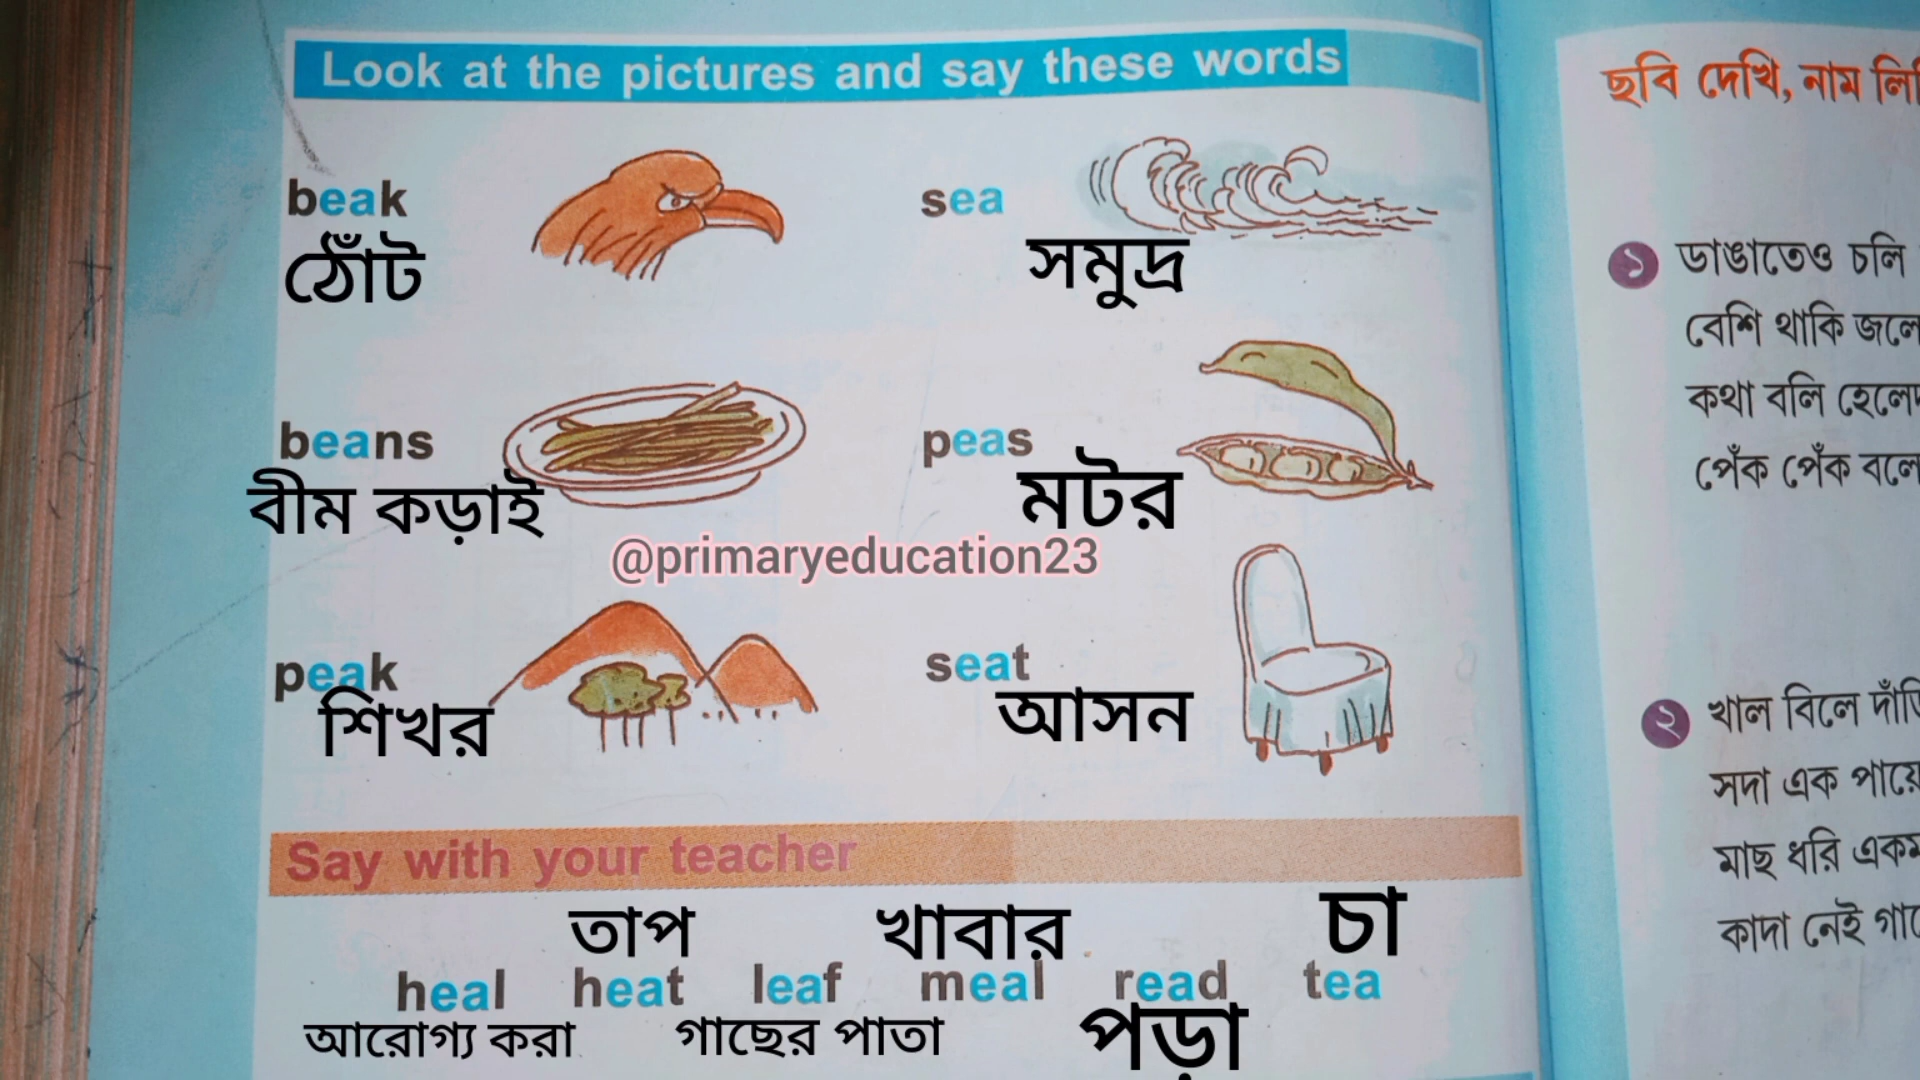 Look at the pictures and say these words
beak
ঠোঁট
sea
সমুদ্র
beans
বীম কড়াই
peas
মটর
@primaryeducation23
peak
শিখর
seat
আসন
Say with your teacher
তাপ খাবার চা
heal heat leaf meal read tea
আরোগ্য করা গাছের পাতা পড়া
ছবি দেখি, নাম
১ ডাঙাতেও চলি
বেশি থাকি জলে
কথা বলি
পেঁক পেঁক বলে
২ খাল বিলে
সদা এক পায়ে
মাছ ধরি
কাদা নেই